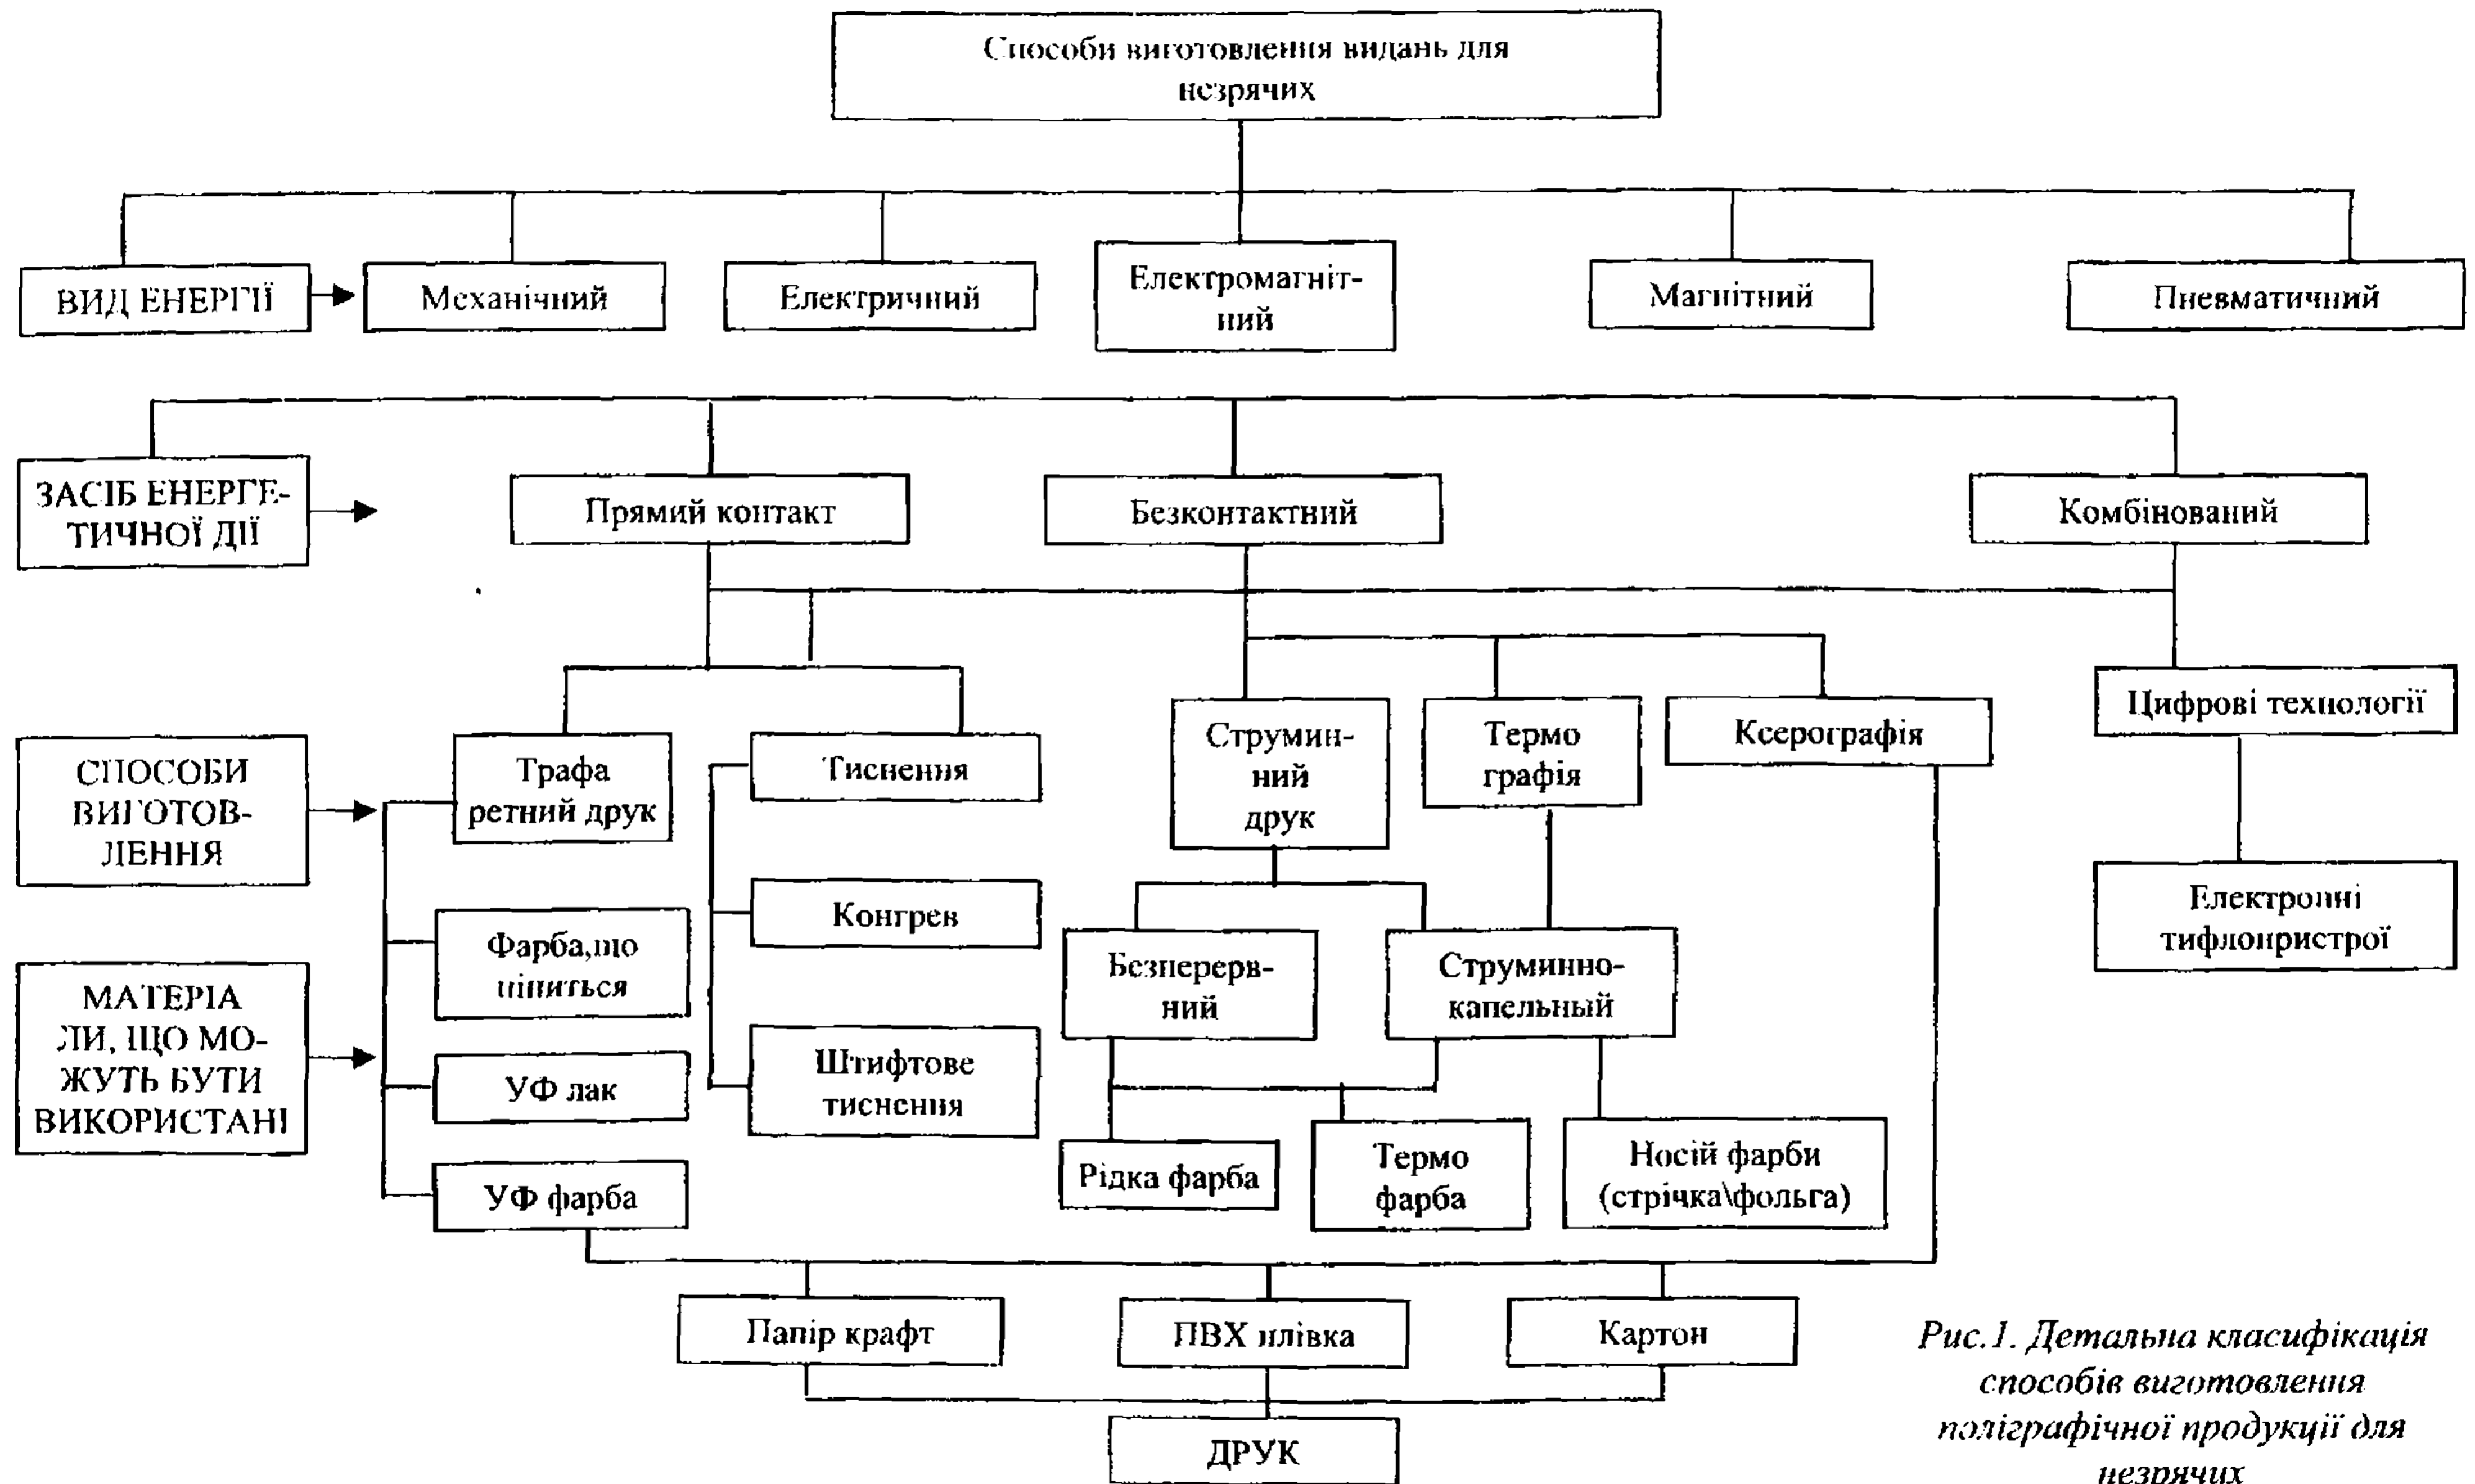 Способи виготовлення видань для
незрячих
ВИД ЕНЕРГІЇ
Механічний
Електричний
Електромагніт-
ний
Магнітний
Пневматичний
ЗАСІБ ЕНЕРГЕ-
ТИЧНОЇ ДІЇ
Прямий контакт
Безконтактний
Комбінований
СПОСОБИ
ВИГОТОВ-
ЛЕННЯ
Трафа
ретний друк
Тиснення
Струмин-
ний
друк
Термо
графія
Ксерографія
Цифрові технології
Конгрев
Електронні
тифлопристрої
МАТЕРІА
ЛИ, ЩО МО-
ЖУТЬ БУТИ
ВИКОРИСТАНІ
Фарба,що
піниться
Безперерв-
ний
Струминно-
капельный
УФ лак
Штифтове
тиснення
УФ фарба
Рідка фарба
Термо
фарба
Носій фарби
(стрічка\фольга)
Папір крафт
ПВХ плівка
Картон
ДРУК
Рис.1. Детальна класифікація
способів виготовлення
поліграфічної продукції для
незрячих